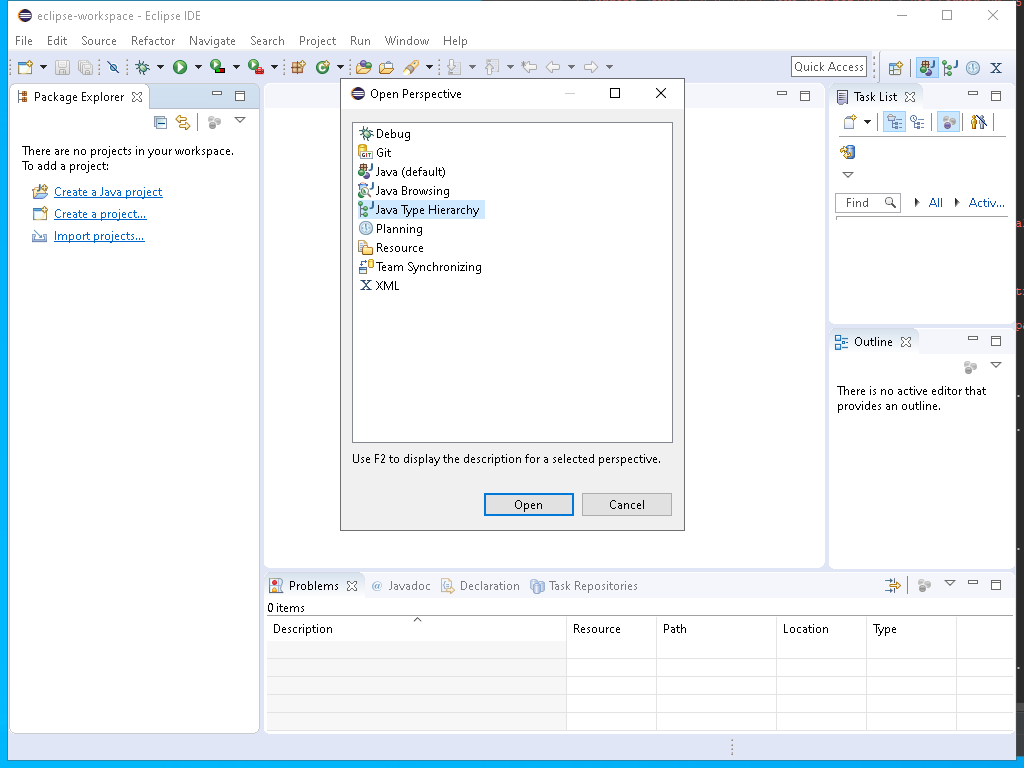 eclipse-workspace - Eclipse IDE
File Edit Source Refactor Navigate Search Project Run Window Help
Quick Access
Package Explorer
There are no projects in your workspace.
To add a project:
Create a Java project
Create a project...
Import projects...
Open Perspective
Debug
Git
Java (default)
Java Browsing
Java Type Hierarchy
Planning
Resource
Team Synchronizing
XML
Use F2 to display the description for a selected perspective.
Open Cancel
Task List
Find All Activ...
Outline
There is no active editor that
provides an outline.
Problems @ Javadoc Declaration Task Repositories
0 items
Description Resource Path Location Type